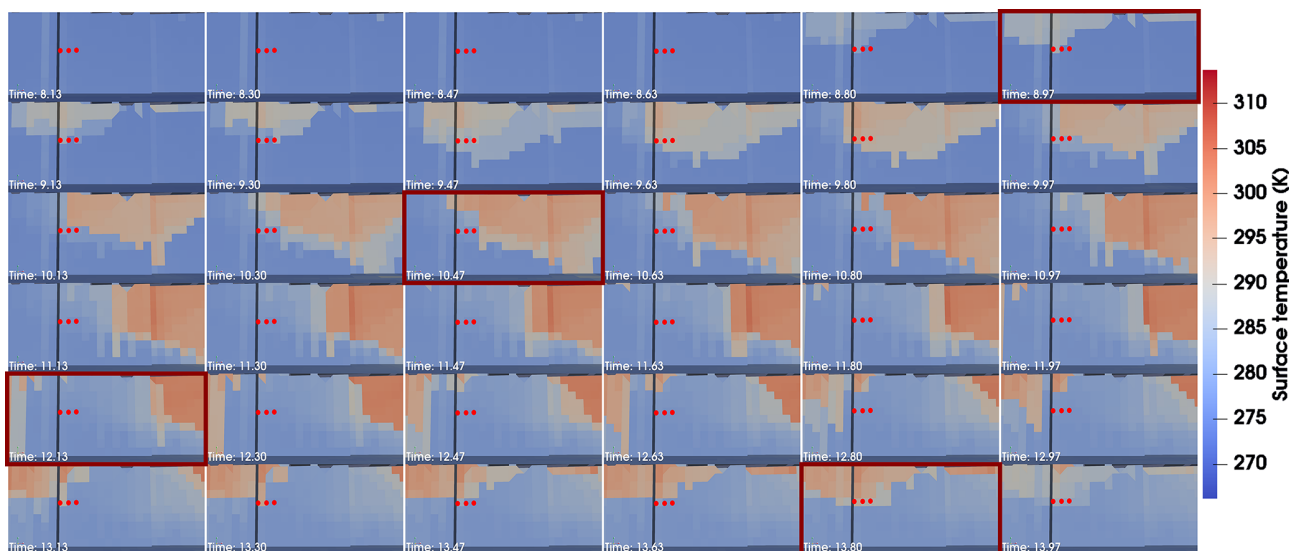 Time: 8.13 Time: 8.30 Time: 8.47 Time: 8.63 Time: 8.80 Time: 8.97
Time: 9.13 Time: 9.30 Time: 9.47 Time: 9.63 Time: 9.80 Time: 9.97
Time: 10.13 Time: 10.30 Time: 10.47 Time: 10.63 Time: 10.80 Time: 10.97
Time: 11.13 Time: 11.30 Time: 11.47 Time: 11.63 Time: 11.80 Time: 11.97
Time: 12.13 Time: 12.30 Time: 12.47 Time: 12.63 Time: 12.80 Time: 12.97
Time: 13.13 Time: 13.30 Time: 13.47 Time: 13.63 Time: 13.80 Time: 13.97
310
305
300
295
290
285
280
275
270
Surface temperature (K)